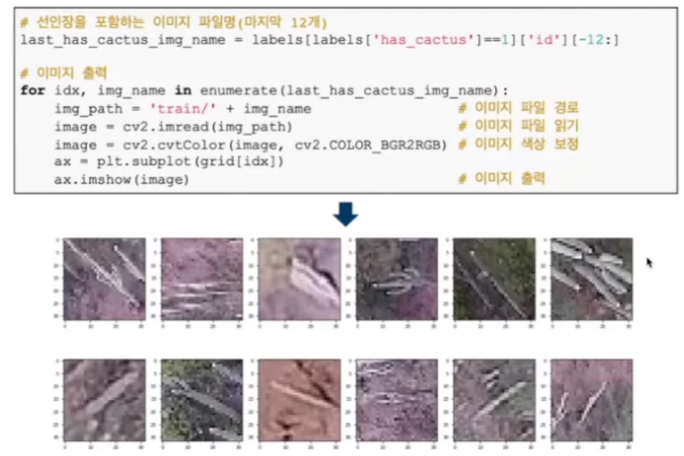 # 선인장을 포함하는 이미지 파일명(마지막 12개)
last_has_cactus_img_name = labels[labels['has_cactus']==1]['id'][-12:]
# 이미지 출력
for idx, img_name in enumerate(last_has_cactus_img_name):
img_path = 'train/' + img_name # 이미지 파일 경로
image = cv2.imread(img_path) # 이미지 파일 읽기
image = cv2.cvtColor(image, cv2.COLOR_BGR2RGB) # 이미지 색상 보정
ax = plt.subplot(grid[idx])
ax.imshow(image) # 이미지 출력